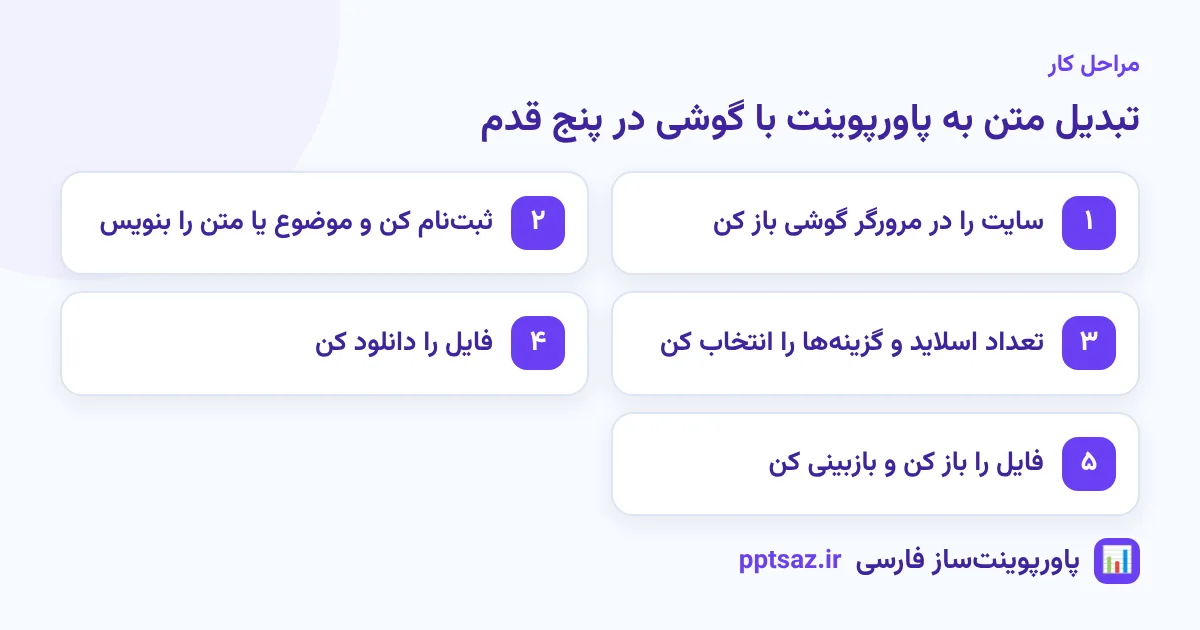 مراحل کار
تبدیل متن به پاورپوینت با گوشی در پنج قدم
۱ سایت را در مرورگر گوشی باز کن
۲ ثبت‌نام کن و موضوع یا متن را بنویس
۳ تعداد اسلاید و گزینه‌ها را انتخاب کن
۴ فایل را دانلود کن
۵ فایل را باز کن و بازبینی کن
پاورپوینت‌ساز فارسی pptsaz.ir